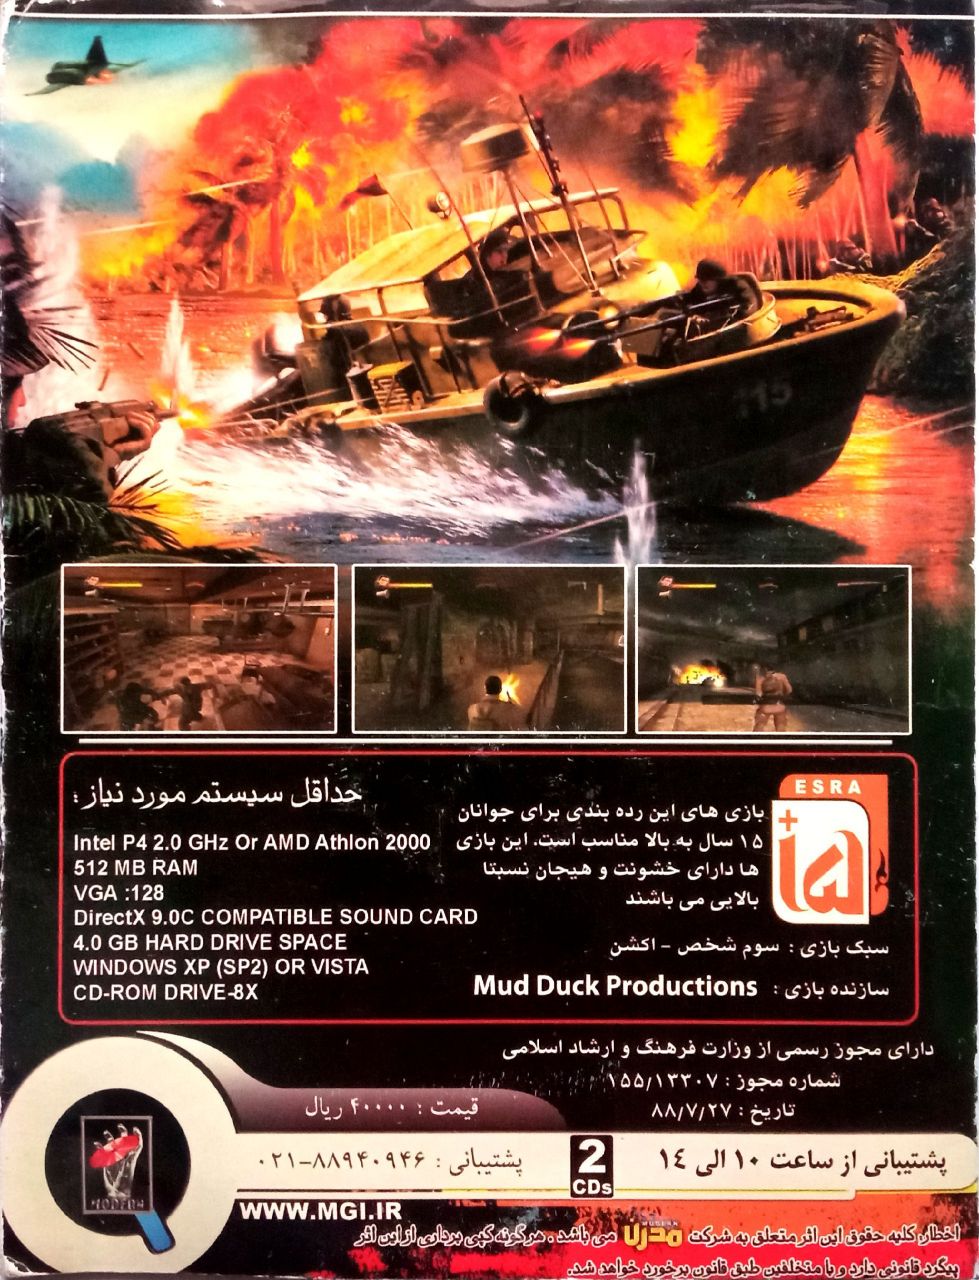 115
حداقل سیستم مورد نیاز :
Intel P4 2.0 GHz Or AMD Athlon 2000
512 MB RAM
VGA :128
DirectX 9.0C COMPATIBLE SOUND CARD
4.0 GB HARD DRIVE SPACE
WINDOWS XP (SP2) OR VISTA
CD-ROM DRIVE-8X
ESRA
+۱۵
بازی های این رده بندی برای جوانان
۱۵ سال به بالا مناسب است. این بازی
ها دارای خشونت و هیجان نسبتا
بالایی می باشند
سبک بازی : سوم شخص - اکشن
سازنده بازی : Mud Duck Productions
دارای مجوز رسمی از وزارت فرهنگ و ارشاد اسلامی
شماره مجوز : ۱۵۵/۱۳۳۰۷
تاریخ : ۸۸/۷/۲۷
قیمت : ۴۰۰۰۰ ریال
پشتیبانی از ساعت ۱۰ الی ۱٤
2
CDs
پشتیبانی : ۰۲۱-۸۸۹۴۰۹۴۶
MODERN
WWW.MGI.IR
اخطار: کلیه حقوق این اثر متعلق به شرکت مدرن MODERN می باشد . هرگونه کپی برداری از این اثر
پیگرد قانونی دارد و با متخلفین طبق قانون برخورد خواهد شد.